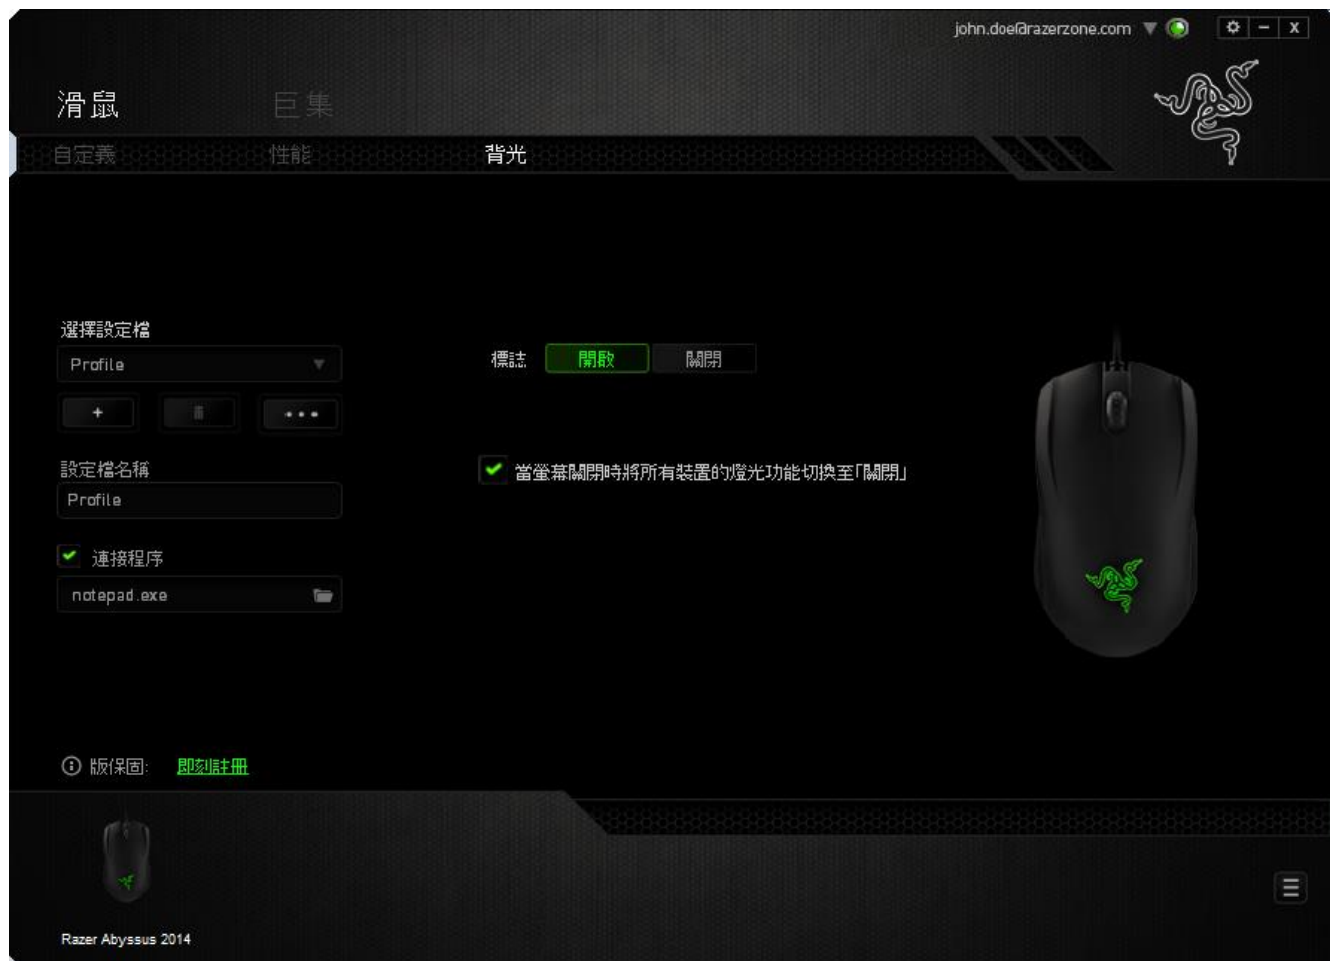 john.doe@razerzone.com
滑鼠 巨集
自定義 性能 背光
選擇設定檔
Profile
標誌 開啟 關閉
設定檔名稱
Profile
當螢幕關閉時將所有裝置的燈光功能切換至「關閉」
連接程序
notepad.exe
版保固: 即刻註冊
Razer Abyssus 2014